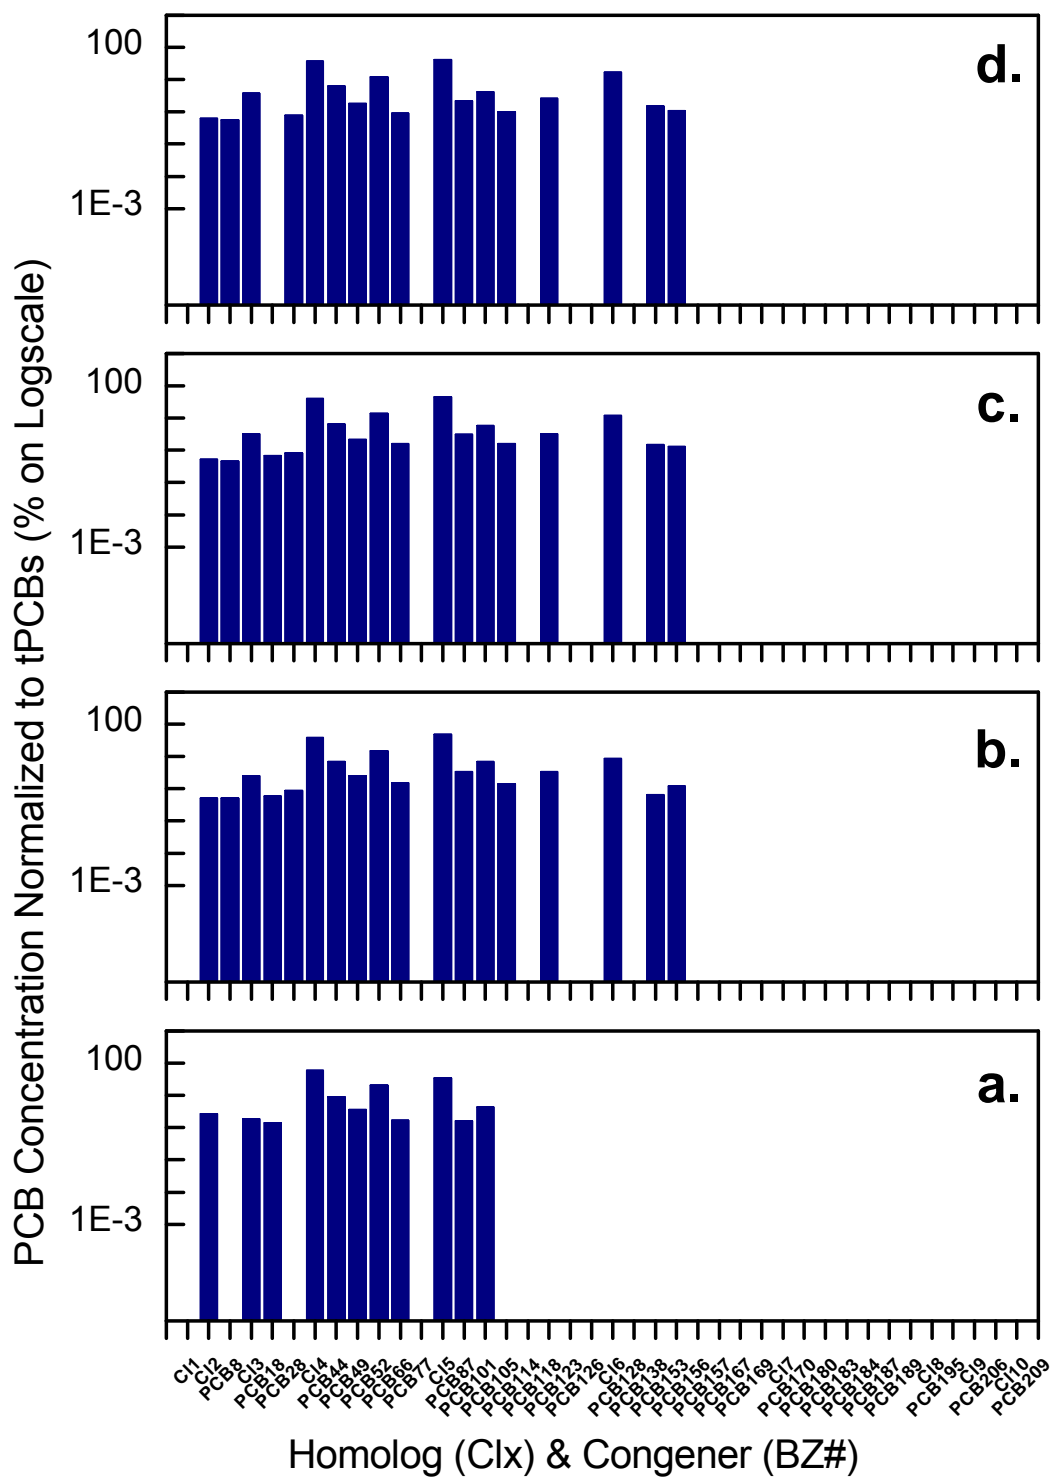 PCB Concentration Normalized to tPCBs (% on Logscale)
100
1E-3
d.
100
1E-3
c.
100
1E-3
b.
100
1E-3
a.
Cl1
Cl2
PCB8
Cl3
PCB18
PCB28
Cl4
PCB44
PCB49
PCB52
PCB66
PCB77
Cl5
PCB87
PCB101
PCB105
PCB114
PCB118
PCB123
PCB126
Cl6
PCB128
PCB138
PCB153
PCB156
PCB157
PCB167
PCB169
Cl7
PCB170
PCB180
PCB183
PCB184
PCB187
PCB189
Cl8
PCB195
Cl9
PCB206
Cl10
PCB209
Homolog (Clx) & Congener (BZ#)